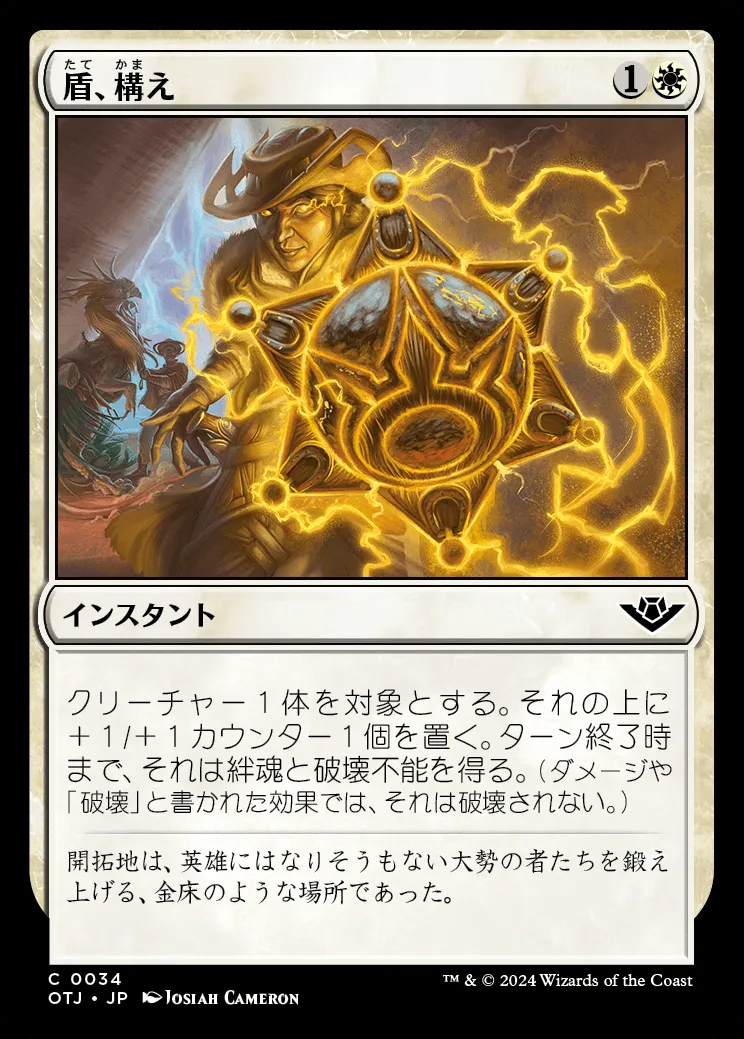 たて かま
盾、構え
1
インスタント
クリーチャー1体を対象とする。それの上に
+1/+1カウンター1個を置く。ターン終了時
まで、それは絆魂と破壊不能を得る。(ダメージや
「破壊」と書かれた効果では、それは破壊されない。)
開拓地は、英雄にはなりそうもない大勢の者たちを鍛え
上げる、金床のような場所であった。
C 0034
OTJ • JP JOSIAH CAMERON
™ & © 2024 Wizards of the Coast